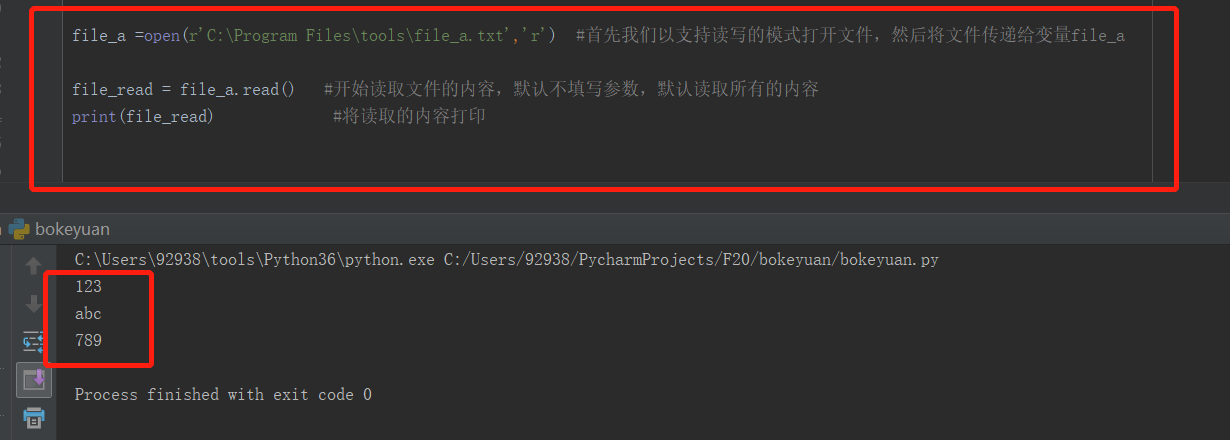 file_a =open(r'C:\Program Files\tools\file_a.txt','r')  #首先我们以支持读写的模式打开文件，然后将文件传递给变量file_a
file_read = file_a.read()   #开始读取文件的内容，默认不填写参数，默认读取所有的内容
print(file_read)             #将读取的内容打印
bokeyuan
C:\Users\92938\tools\Python36\python.exe C:/Users/92938/PycharmProjects/F20/bokeyuan/bokeyuan.py
123
abc
789
Process finished with exit code 0